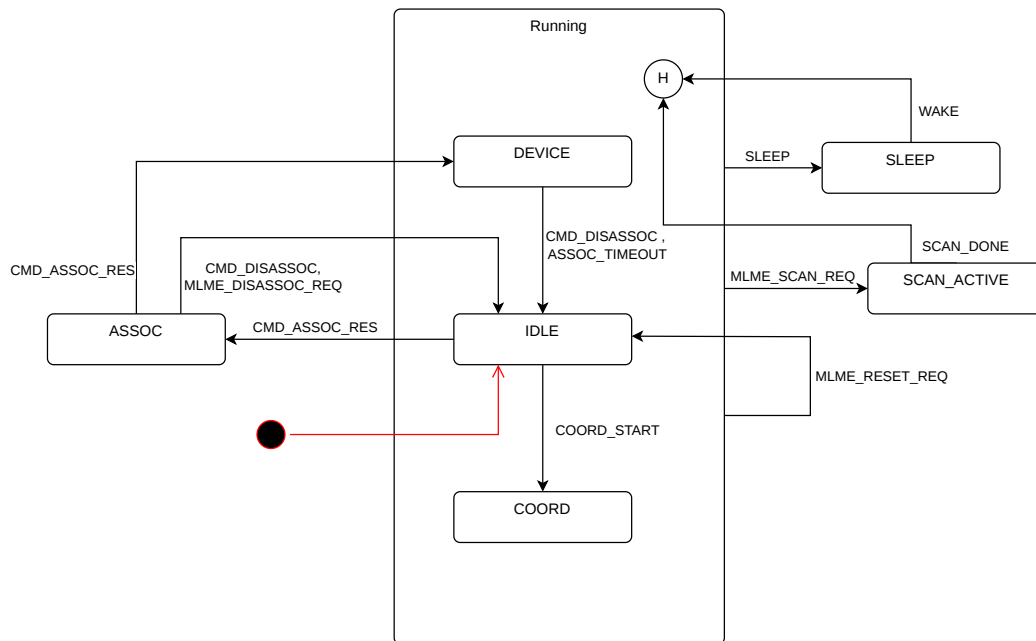 Running
H
WAKE
DEVICE
SLEEP
SLEEP
CMD_DISASSOC ,
ASSOC_TIMEOUT
SCAN_DONE
CMD_ASSOC_RES
CMD_DISASSOC,
MLME_DISASSOC_REQ
MLME_SCAN_REQ
SCAN_ACTIVE
ASSOC
CMD_ASSOC_RES
IDLE
MLME_RESET_REQ
COORD_START
COORD